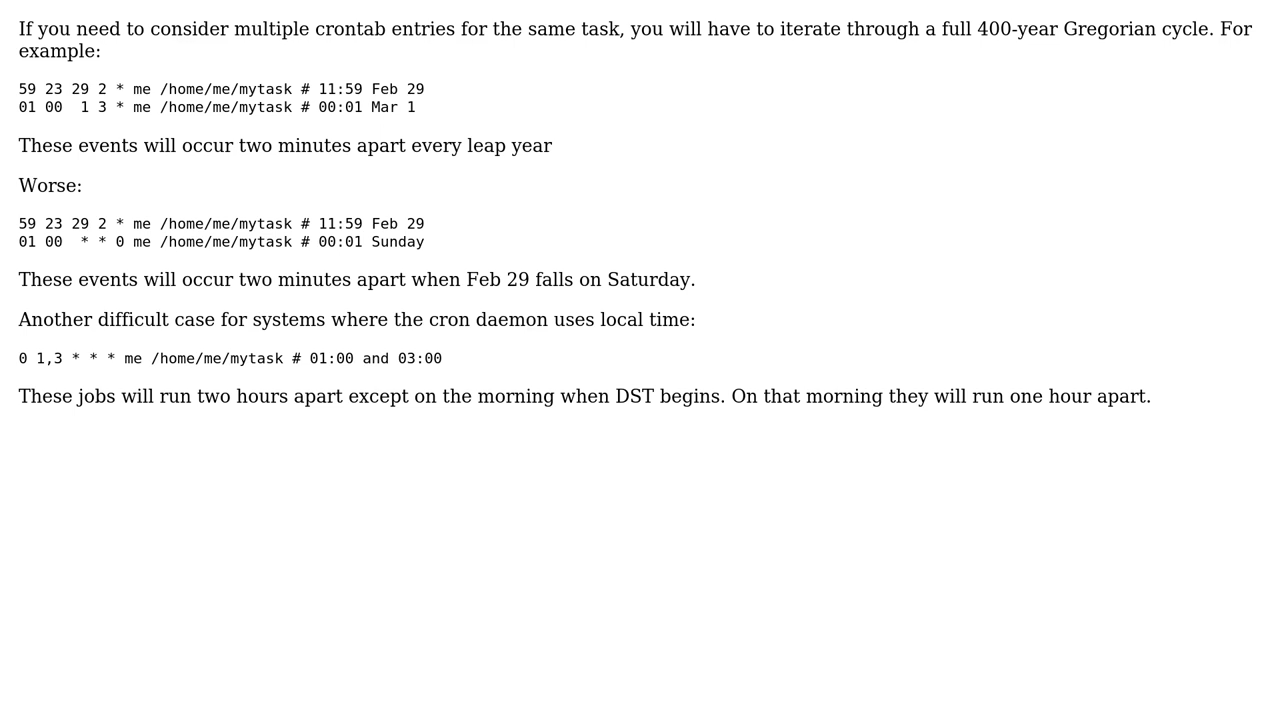 If you need to consider multiple crontab entries for the same task, you will have to iterate through a full 400-year Gregorian cycle. For
example:
59 23 29 2 * me /home/me/mytask # 11:59 Feb 29
01 00  1 3 * me /home/me/mytask # 00:01 Mar 1
These events will occur two minutes apart every leap year
Worse:
59 23 29 2 * me /home/me/mytask # 11:59 Feb 29
01 00  * * 0 me /home/me/mytask # 00:01 Sunday
These events will occur two minutes apart when Feb 29 falls on Saturday.
Another difficult case for systems where the cron daemon uses local time:
0 1,3 * * * me /home/me/mytask # 01:00 and 03:00
These jobs will run two hours apart except on the morning when DST begins. On that morning they will run one hour apart.